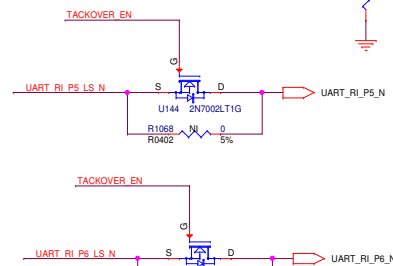 TACKOVER_EN
G
UART_RI_P5_LS_N S D UART_RI_P5_N
U144 2N7002LT1G
R1068 NI 0
R0402 5%
TACKOVER_EN
G
UART_RI_P6_LS_N S D UART_RI_P6_N